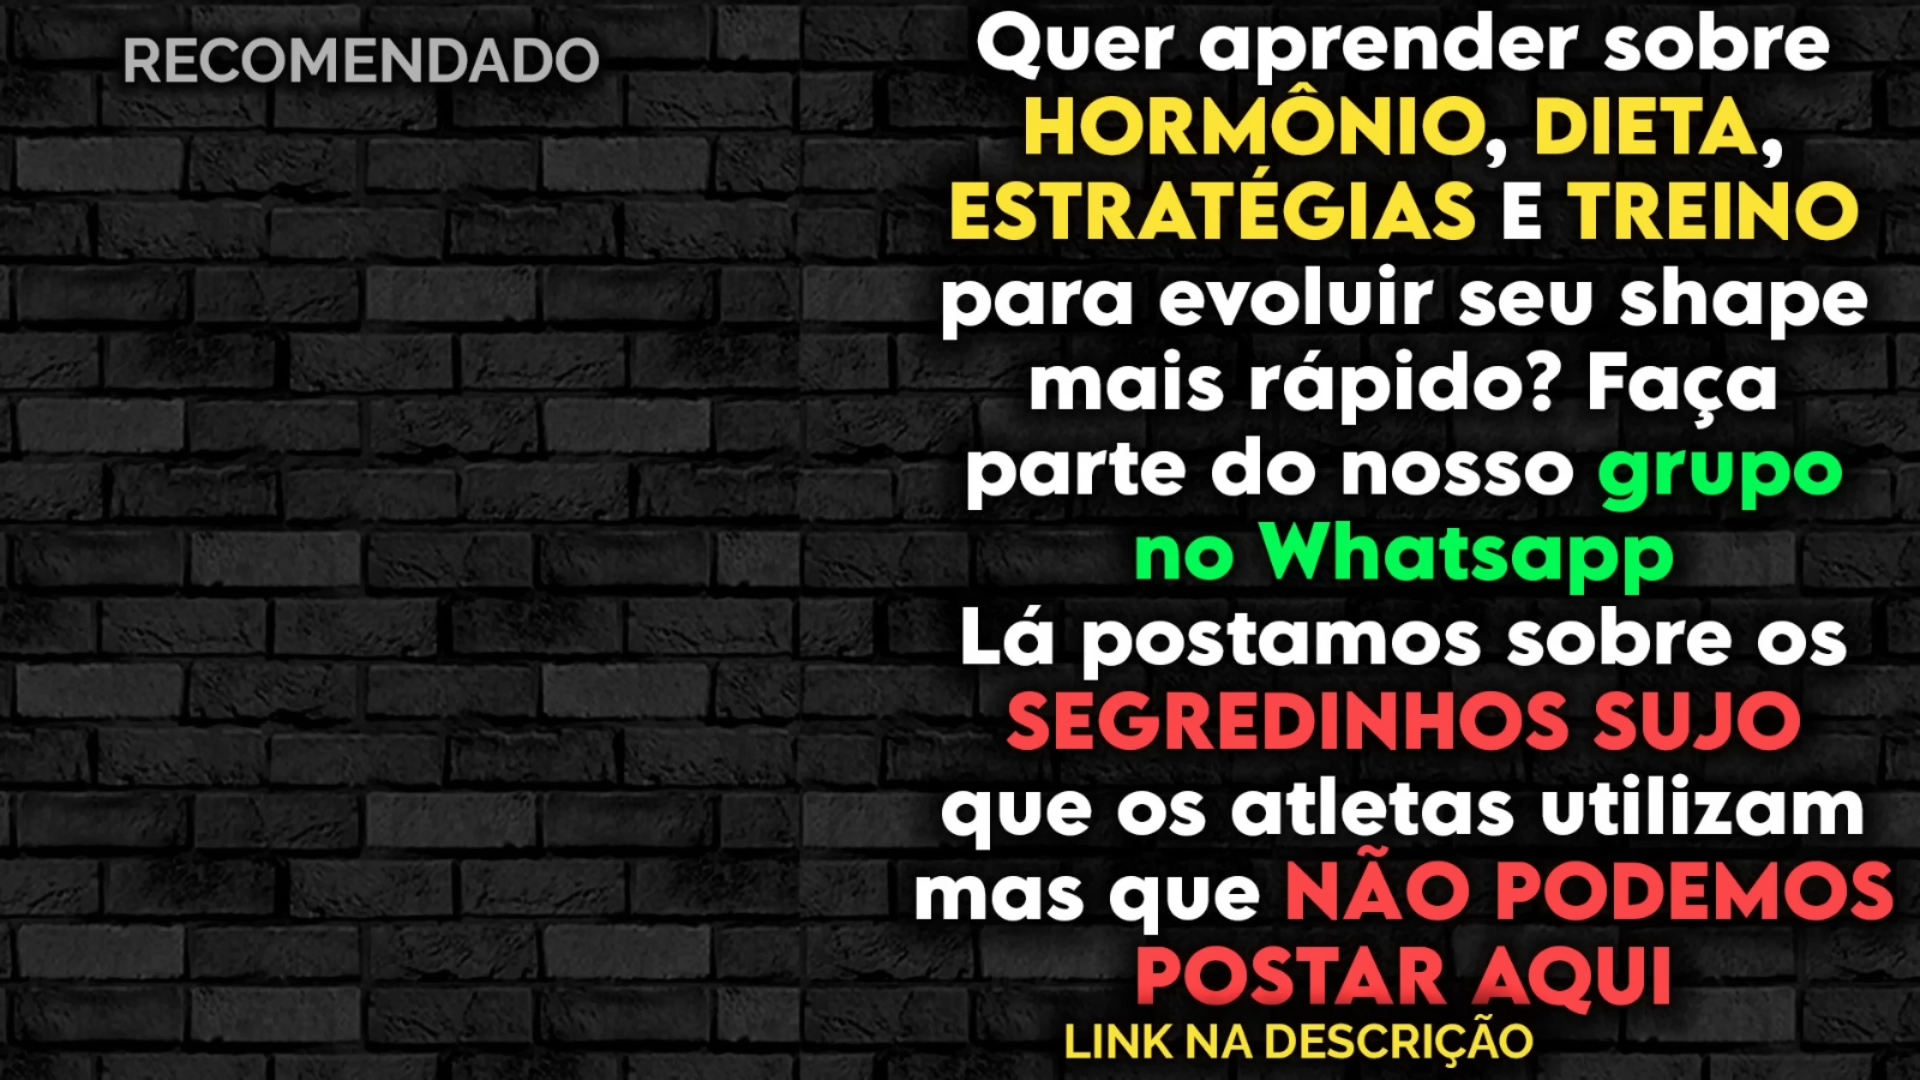 RECOMENDADO
Quer aprender sobre
HORMÔNIO, DIETA,
ESTRATÉGIAS E TREINO
para evoluir seu shape
mais rápido? Faça
parte do nosso grupo
no Whatsapp
Lá postamos sobre os
SEGREDINHOS SUJO
que os atletas utilizam
mas que NÃO PODEMOS
POSTAR AQUI
LINK NA DESCRIÇÃO